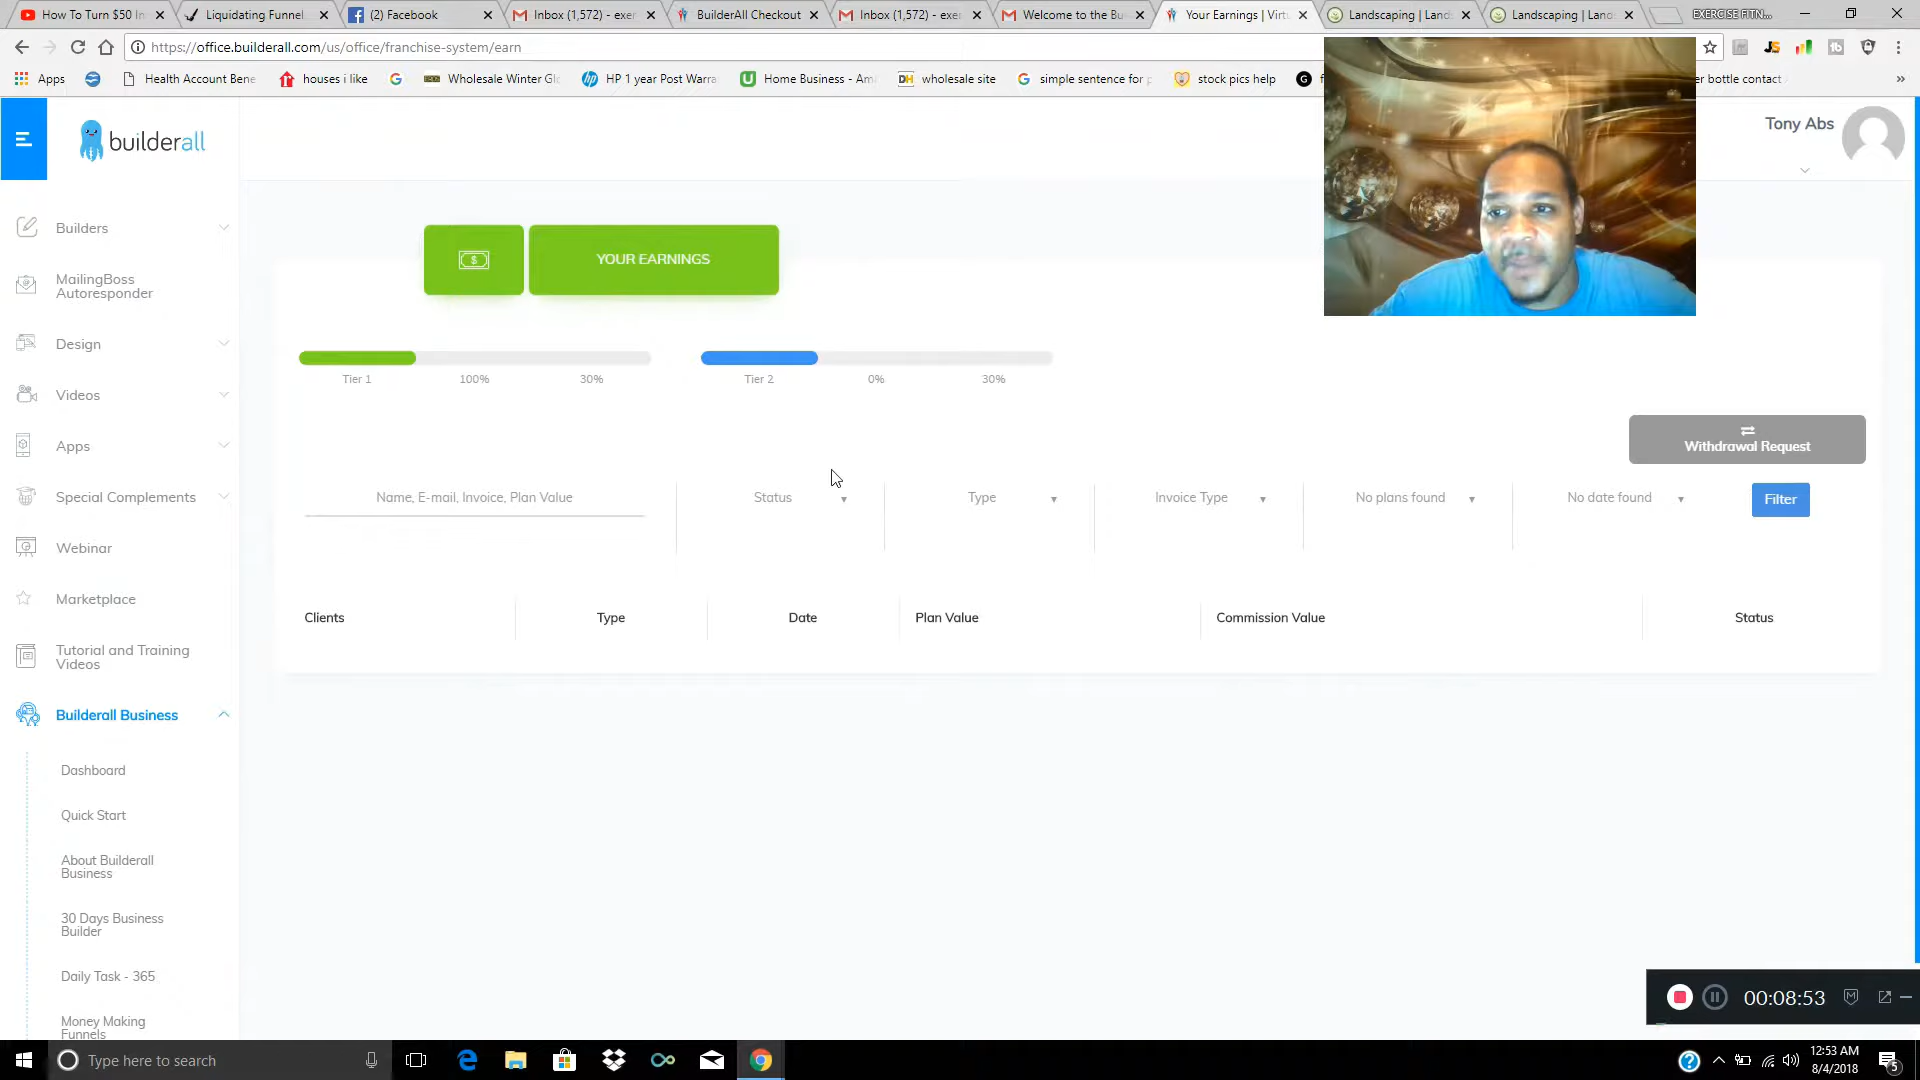 How To Turn $50 In
Liquidating Funnel
(2) Facebook
Inbox (1,572) - exer
BuilderAll Checkout
Inbox (1,572) - exer
Welcome to the Bu
Your Earnings | Virtu
Landscaping | Land
Landscaping | Land
EXERCISE FITN...
https://office.builderall.com/us/office/franchise-system/earn
Apps
Health Account Bene
houses i like
Wholesale Winter Glo
HP 1 year Post Warra
Home Business - Am
DH wholesale site
simple sentence for p
stock pics help
er bottle contact
builderall
Tony Abs
Builders
MailingBoss
Autoresponder
Design
Videos
Apps
Special Complements
Webinar
Marketplace
Tutorial and Training
Videos
Builderall Business
Dashboard
Quick Start
About Builderall
Business
30 Days Business
Builder
Daily Task - 365
Money Making
Funnels
YOUR EARNINGS
Tier 1 100% 30%
Tier 2 0% 30%
Withdrawal Request
Name, E-mail, Invoice, Plan Value
Status
Type
Invoice Type
No plans found
No date found
Filter
Clients Type Date Plan Value Commission Value Status
00:08:53
Type here to search
12:53 AM
8/4/2018
5